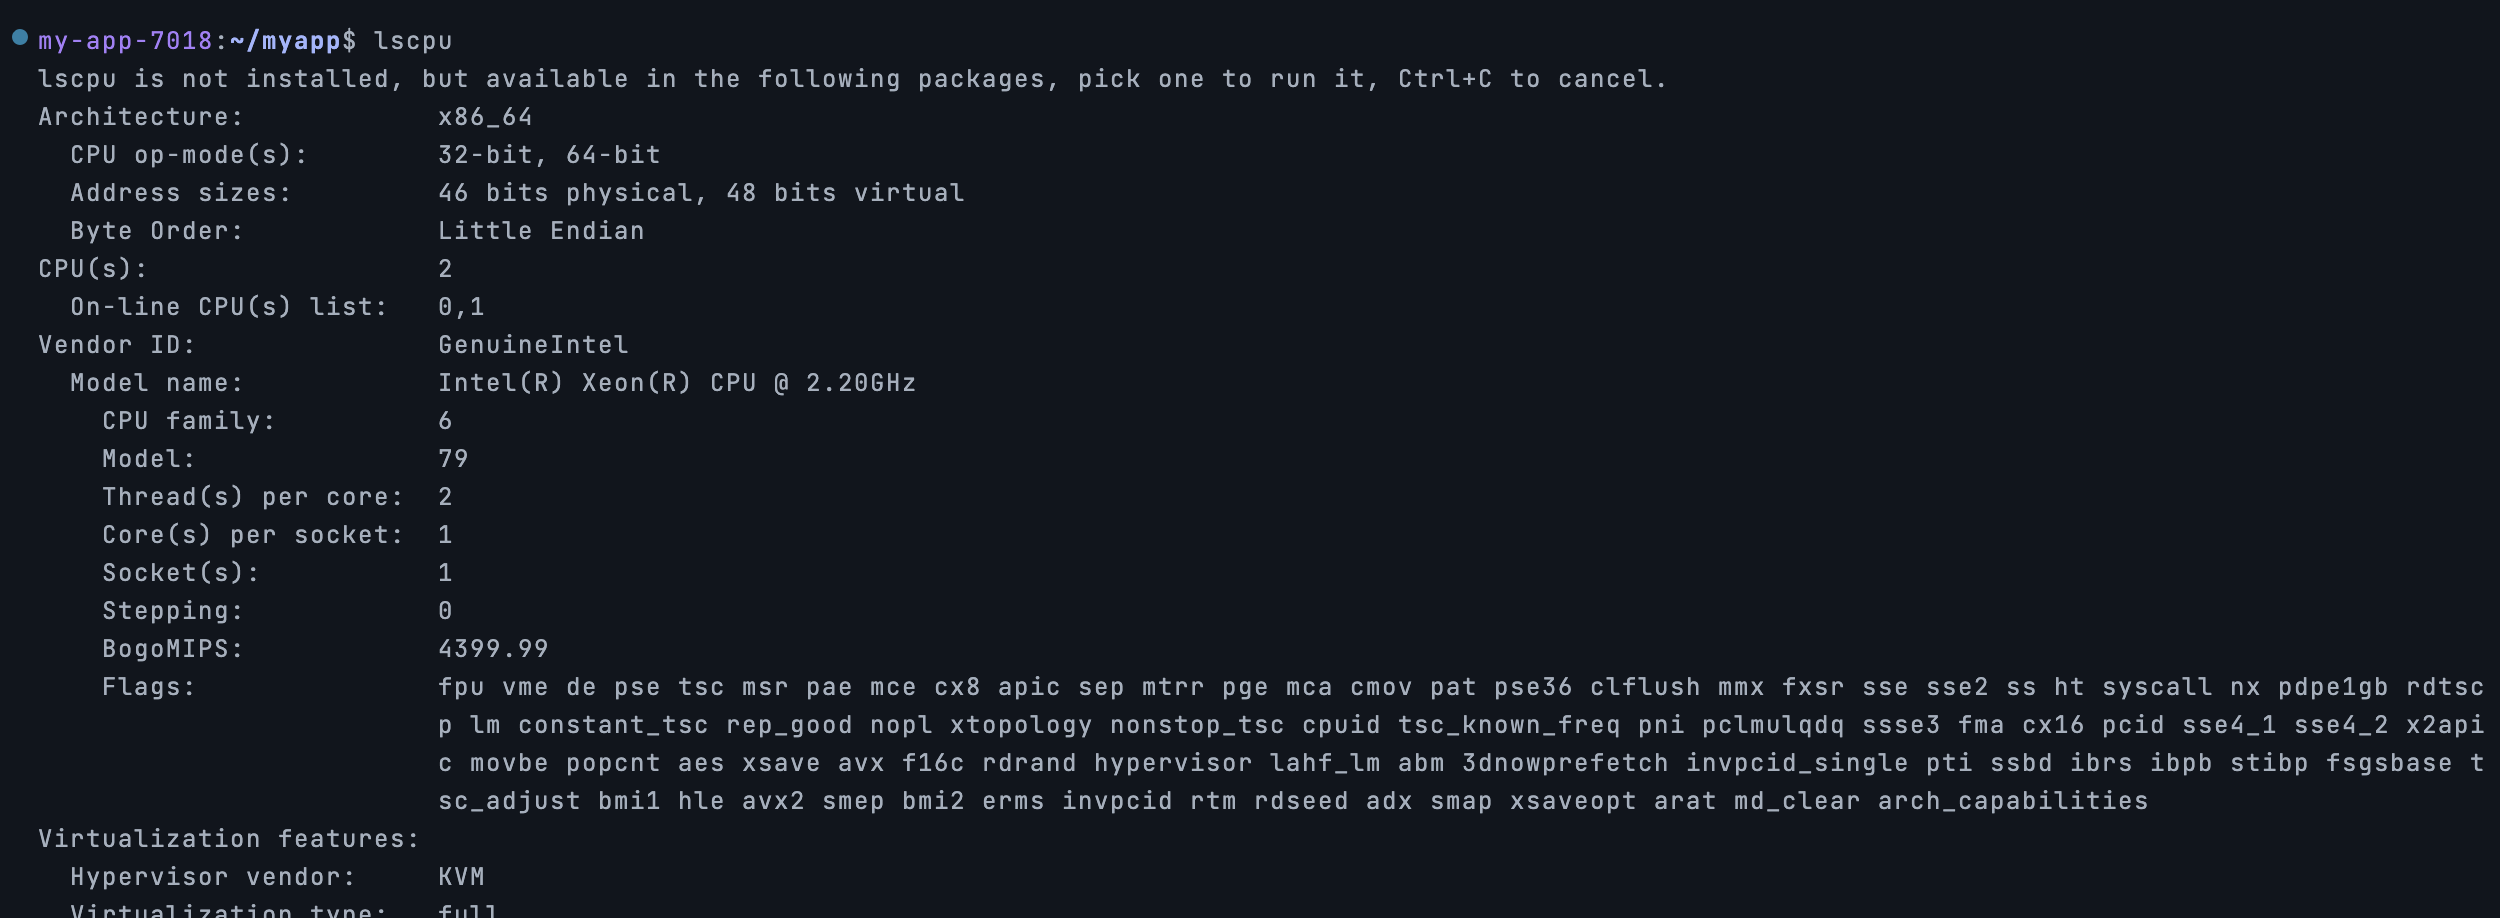 my-app-7018:~/myapp$ lscpu
lscpu is not installed, but available in the following packages, pick one to run it, Ctrl+C to cancel.
Architecture: x86_64
CPU op-mode(s): 32-bit, 64-bit
Address sizes: 46 bits physical, 48 bits virtual
Byte Order: Little Endian
CPU(s): 2
On-line CPU(s) list: 0,1
Vendor ID: GenuineIntel
Model name: Intel(R) Xeon(R) CPU @ 2.20GHz
CPU family: 6
Model: 79
Thread(s) per core: 2
Core(s) per socket: 1
Socket(s): 1
Stepping: 0
BogoMIPS: 4399.99
Flags: fpu vme de pse tsc msr pae mce cx8 apic sep mtrr pge mca cmov pat pse36 clflush mmx fxsr sse sse2 ss ht syscall nx pdpe1gb rdtsc
p lm constant_tsc rep_good nopl xtopology nonstop_tsc cpuid tsc_known_freq pni pclmulqdq ssse3 fma cx16 pcid sse4_1 sse4_2 x2api
c movbe popcnt aes xsave avx f16c rdrand hypervisor lahf_lm abm 3dnowprefetch invpcid_single pti ssbd ibrs ibpb stibp fsgsbase t
sc_adjust bmi1 hle avx2 smep bmi2 erms invpcid rtm rdseed adx smap xsaveopt arat md_clear arch_capabilities
Virtualization features:
Hypervisor vendor: KVM
Virtualization type: full